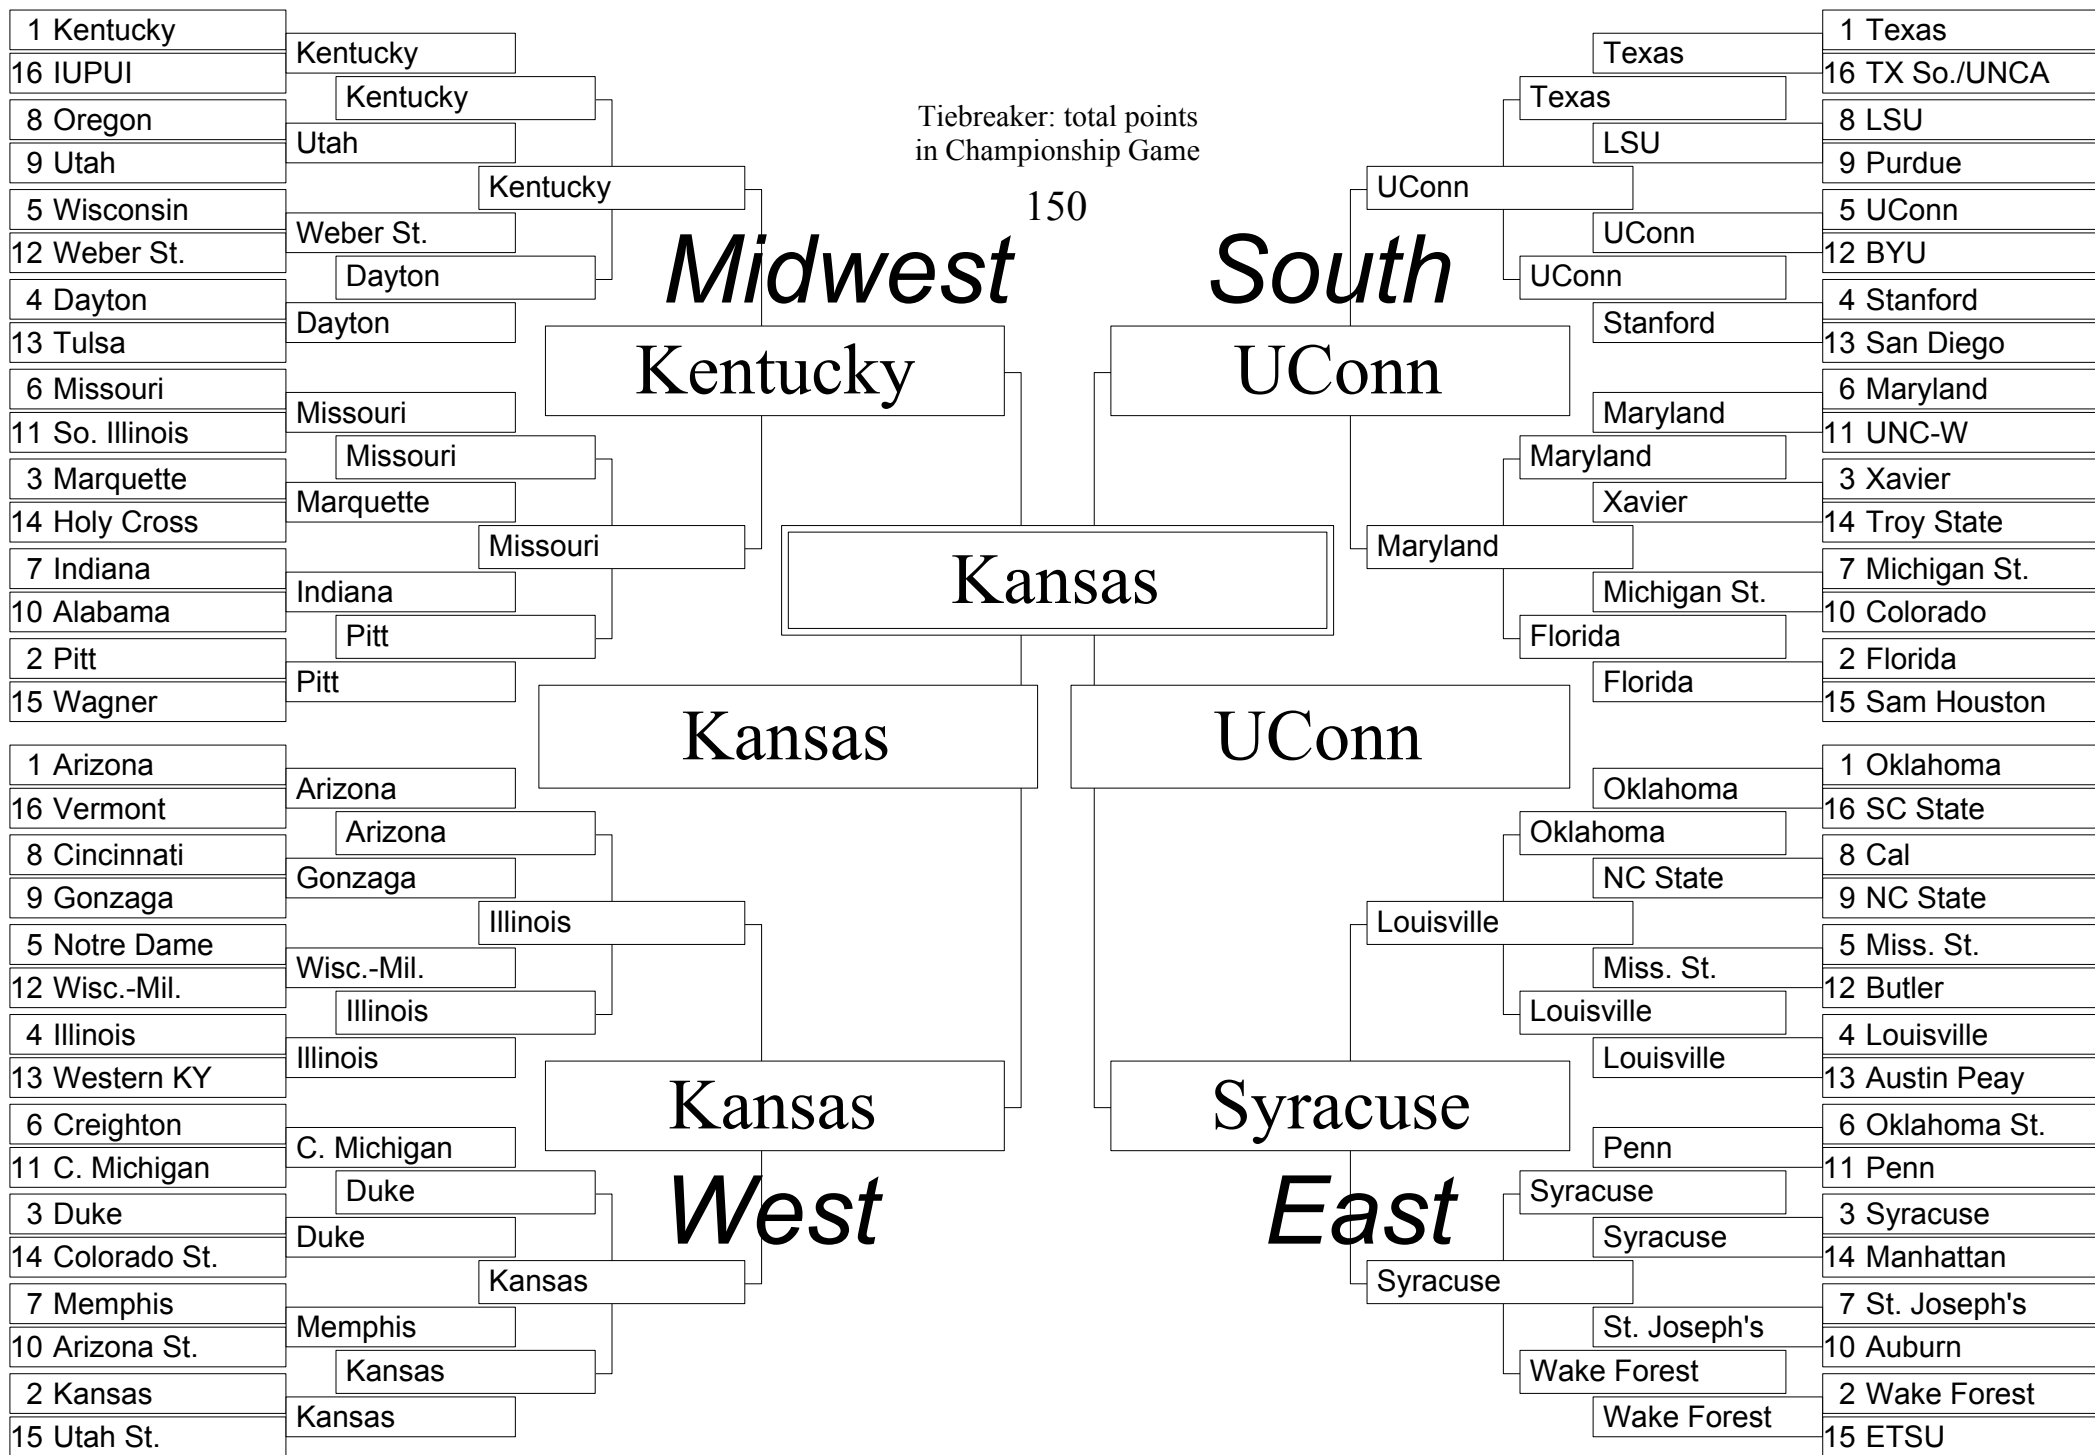 1 Kentucky
16 IUPUI
8 Oregon
9 Utah
5 Wisconsin
12 Weber St.
4 Dayton
13 Tulsa
6 Missouri
11 So. Illinois
3 Marquette
14 Holy Cross
7 Indiana
10 Alabama
2 Pitt
15 Wagner
Kentucky
Utah
Weber St.
Dayton
Missouri
Marquette
Indiana
Pitt
Kentucky
Dayton
Missouri
Pitt
Kentucky
Missouri
Midwest
Kentucky
1 Arizona
16 Vermont
8 Cincinnati
9 Gonzaga
5 Notre Dame
12 Wisc.-Mil.
4 Illinois
13 Western KY
6 Creighton
11 C. Michigan
3 Duke
14 Colorado St.
7 Memphis
10 Arizona St.
2 Kansas
15 Utah St.
Arizona
Gonzaga
Wisc.-Mil.
Illinois
C. Michigan
Duke
Memphis
Kansas
Arizona
Illinois
Duke
Kansas
Illinois
Kansas
Kansas
West
Tiebreaker: total points
in Championship Game
150
Kansas
Kansas
UConn
South
UConn
UConn
Maryland
Texas
UConn
Maryland
Florida
Texas
LSU
UConn
Stanford
Maryland
Xavier
Michigan St.
Florida
1 Texas
16 TX So./UNCA
8 LSU
9 Purdue
5 UConn
12 BYU
4 Stanford
13 San Diego
6 Maryland
11 UNC-W
3 Xavier
14 Troy State
7 Michigan St.
10 Colorado
2 Florida
15 Sam Houston
Syracuse
East
Louisville
Syracuse
Oklahoma
Louisville
Syracuse
Wake Forest
Oklahoma
NC State
Miss. St.
Louisville
Penn
Syracuse
St. Joseph's
Wake Forest
1 Oklahoma
16 SC State
8 Cal
9 NC State
5 Miss. St.
12 Butler
4 Louisville
13 Austin Peay
6 Oklahoma St.
11 Penn
3 Syracuse
14 Manhattan
7 St. Joseph's
10 Auburn
2 Wake Forest
15 ETSU